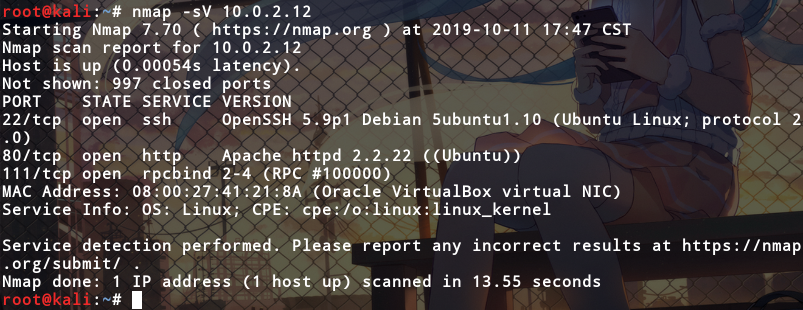 root@kali:~# nmap -sV 10.0.2.12
Starting Nmap 7.70 ( https://nmap.org ) at 2019-10-11 17:47 CST
Nmap scan report for 10.0.2.12
Host is up (0.00054s latency).
Not shown: 997 closed ports
PORT    STATE SERVICE VERSION
22/tcp  open  ssh     OpenSSH 5.9p1 Debian 5ubuntu1.10 (Ubuntu Linux; protocol 2
.0)
80/tcp  open  http    Apache httpd 2.2.22 ((Ubuntu))
111/tcp open  rpcbind 2-4 (RPC #100000)
MAC Address: 08:00:27:41:21:8A (Oracle VirtualBox virtual NIC)
Service Info: OS: Linux; CPE: cpe:/o:linux:linux_kernel
Service detection performed. Please report any incorrect results at https://nmap
.org/submit/ .
Nmap done: 1 IP address (1 host up) scanned in 13.55 seconds
root@kali:~#